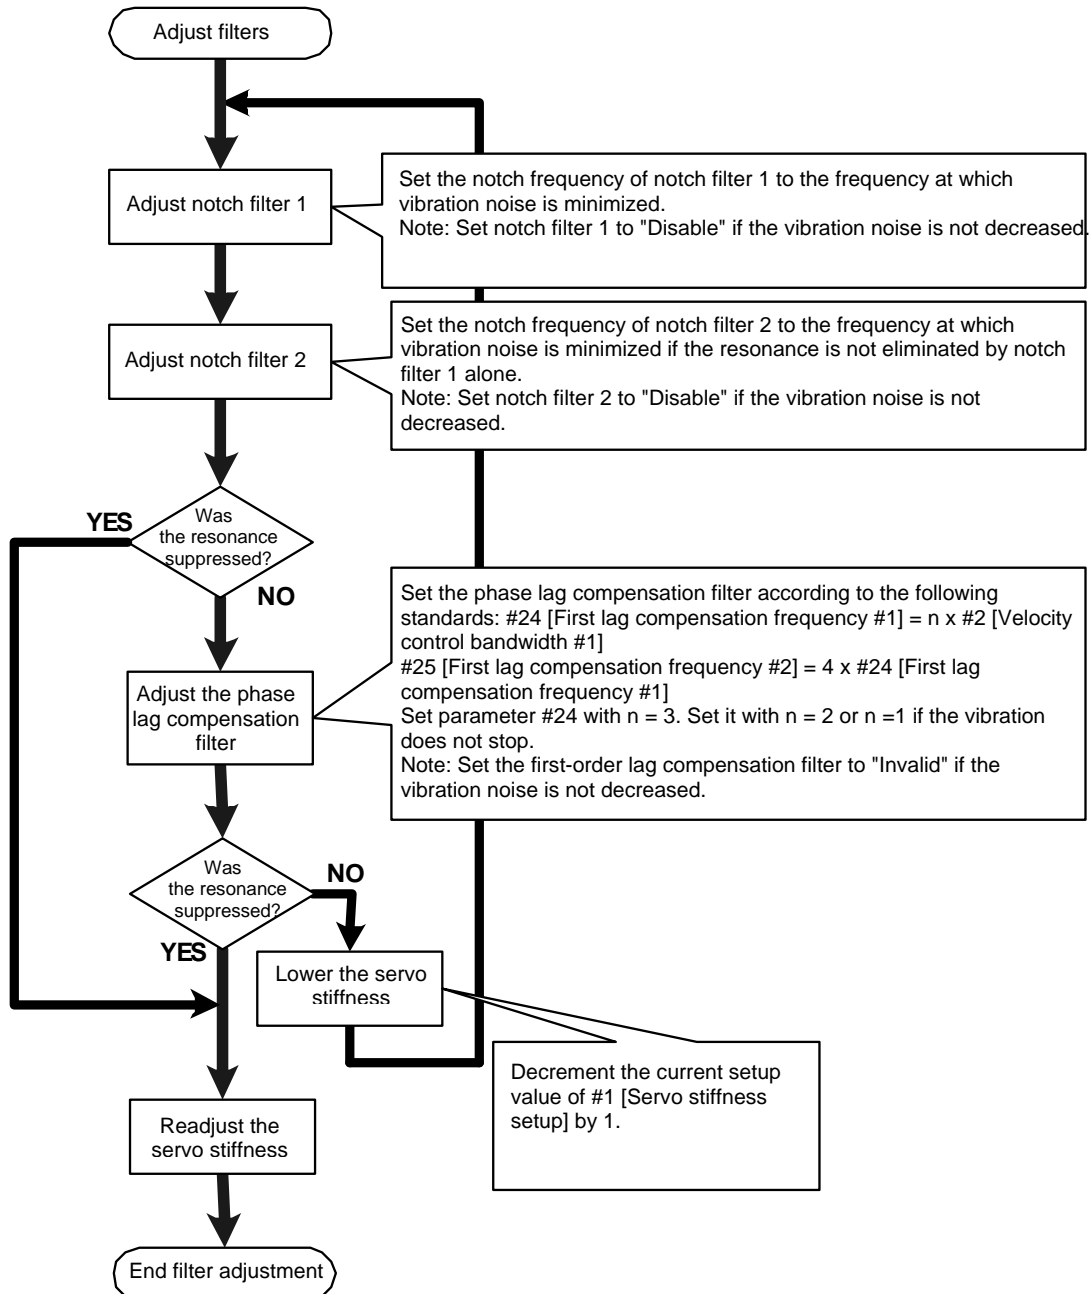 Adjust filters
Adjust notch filter 1
Set the notch frequency of notch filter 1 to the frequency at which
vibration noise is minimized.
Note: Set notch filter 1 to "Disable" if the vibration noise is not decreased.
Adjust notch filter 2
Set the notch frequency of notch filter 2 to the frequency at which
vibration noise is minimized if the resonance is not eliminated by notch
filter 1 alone.
Note: Set notch filter 2 to "Disable" if the vibration noise is not
decreased.
YES
Was
the resonance
suppressed?
NO
Adjust the phase
lag compensation
filter
Set the phase lag compensation filter according to the following
standards: #24 [First lag compensation frequency #1] = n x #2 [Velocity
control bandwidth #1]
#25 [First lag compensation frequency #2] = 4 x #24 [First lag
compensation frequency #1]
Set parameter #24 with n = 3. Set it with n = 2 or n =1 if the vibration
does not stop.
Note: Set the first-order lag compensation filter to "Invalid" if the
vibration noise is not decreased.
Was
the resonance
suppressed?
NO
YES
Lower the servo
stiffness
Decrement the current setup
value of #1 [Servo stiffness
setup] by 1.
Readjust the
servo stiffness
End filter adjustment